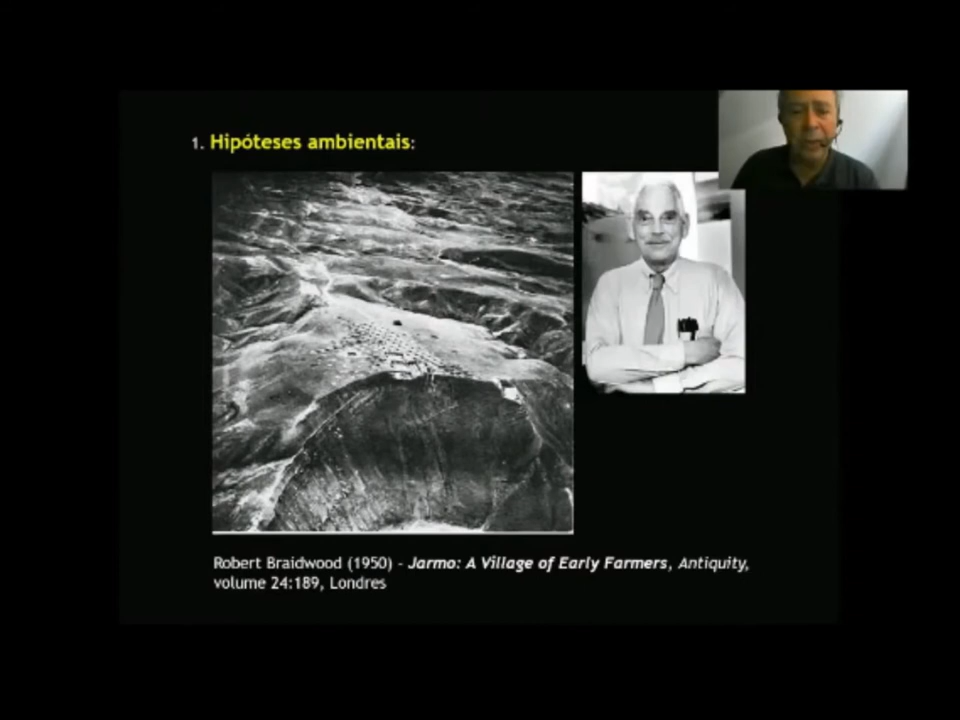 1. Hipóteses ambientais:
Robert Braidwood (1950) - Jarmo: A Village of Early Farmers, Antiquity,
volume 24:189, Londres